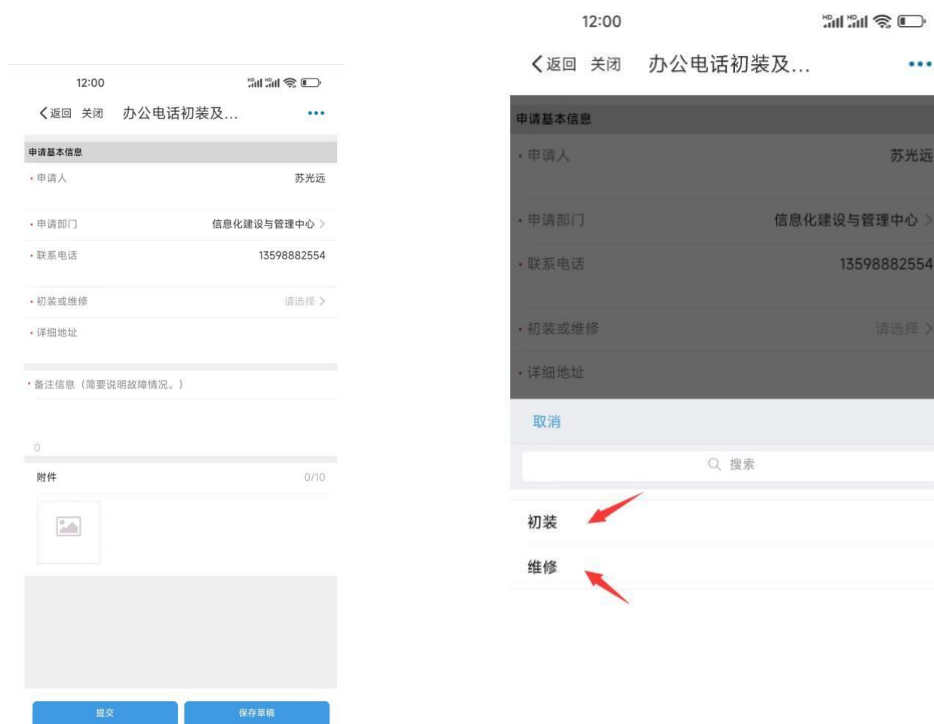 12:00
返回 关闭 办公电话初装及...
申请基本信息
申请人 苏光远
申请部门 信息化建设与管理中心
联系电话 13598882554
初装或维修 请选择
详细地址
备注信息（简要说明故障情况。）
0
附件 0/10
提交 保存草稿
12:00
返回 关闭 办公电话初装及...
申请基本信息
申请人 苏光远
申请部门 信息化建设与管理中心
联系电话 13598882554
初装或维修 请选择
详细地址
取消
搜索
初装
维修